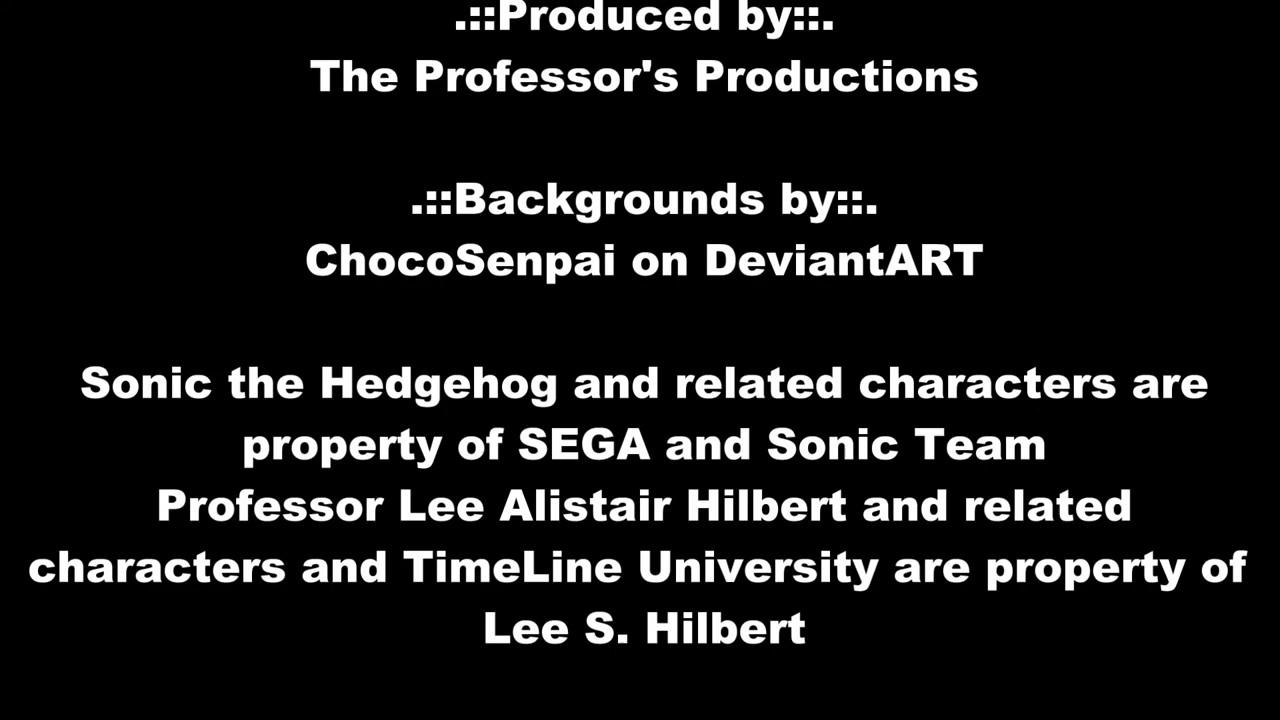 .:::Produced by:::.
The Professor's Productions
.:::Backgrounds by:::.
ChocoSenpai on DeviantART
Sonic the Hedgehog and related characters are
property of SEGA and Sonic Team
Professor Lee Alistair Hilbert and related
characters and TimeLine University are property of
Lee S. Hilbert